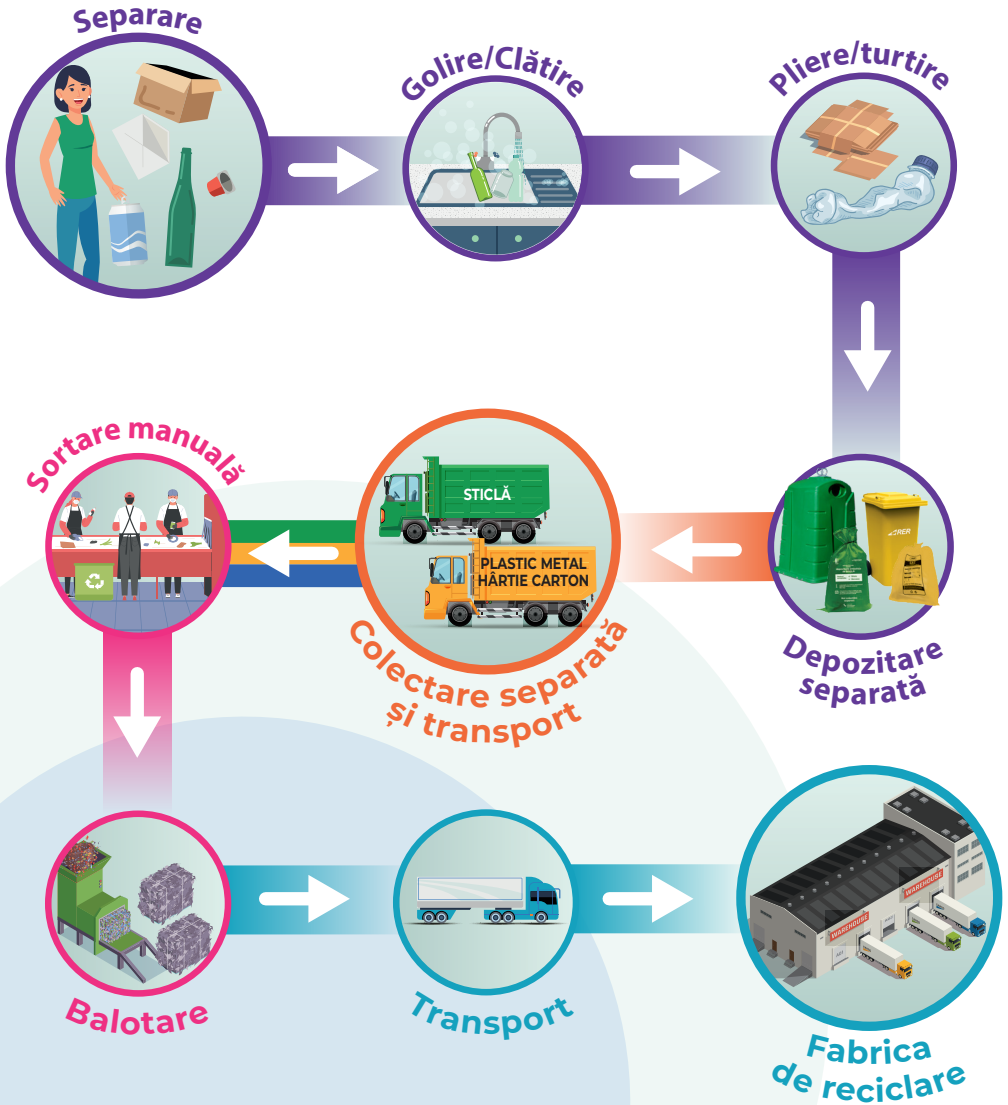 Separare
Golire/Clătire
Pliere/turtire
Depozitare
separată
STICLĂ
PLASTIC METAL
HÂRTIE CARTON
Colectare separată
și transport
Sortare manuală
Balotare
Transport
WAREHOUSE
WAREHOUSE
Fabrica
de reciclare
RER